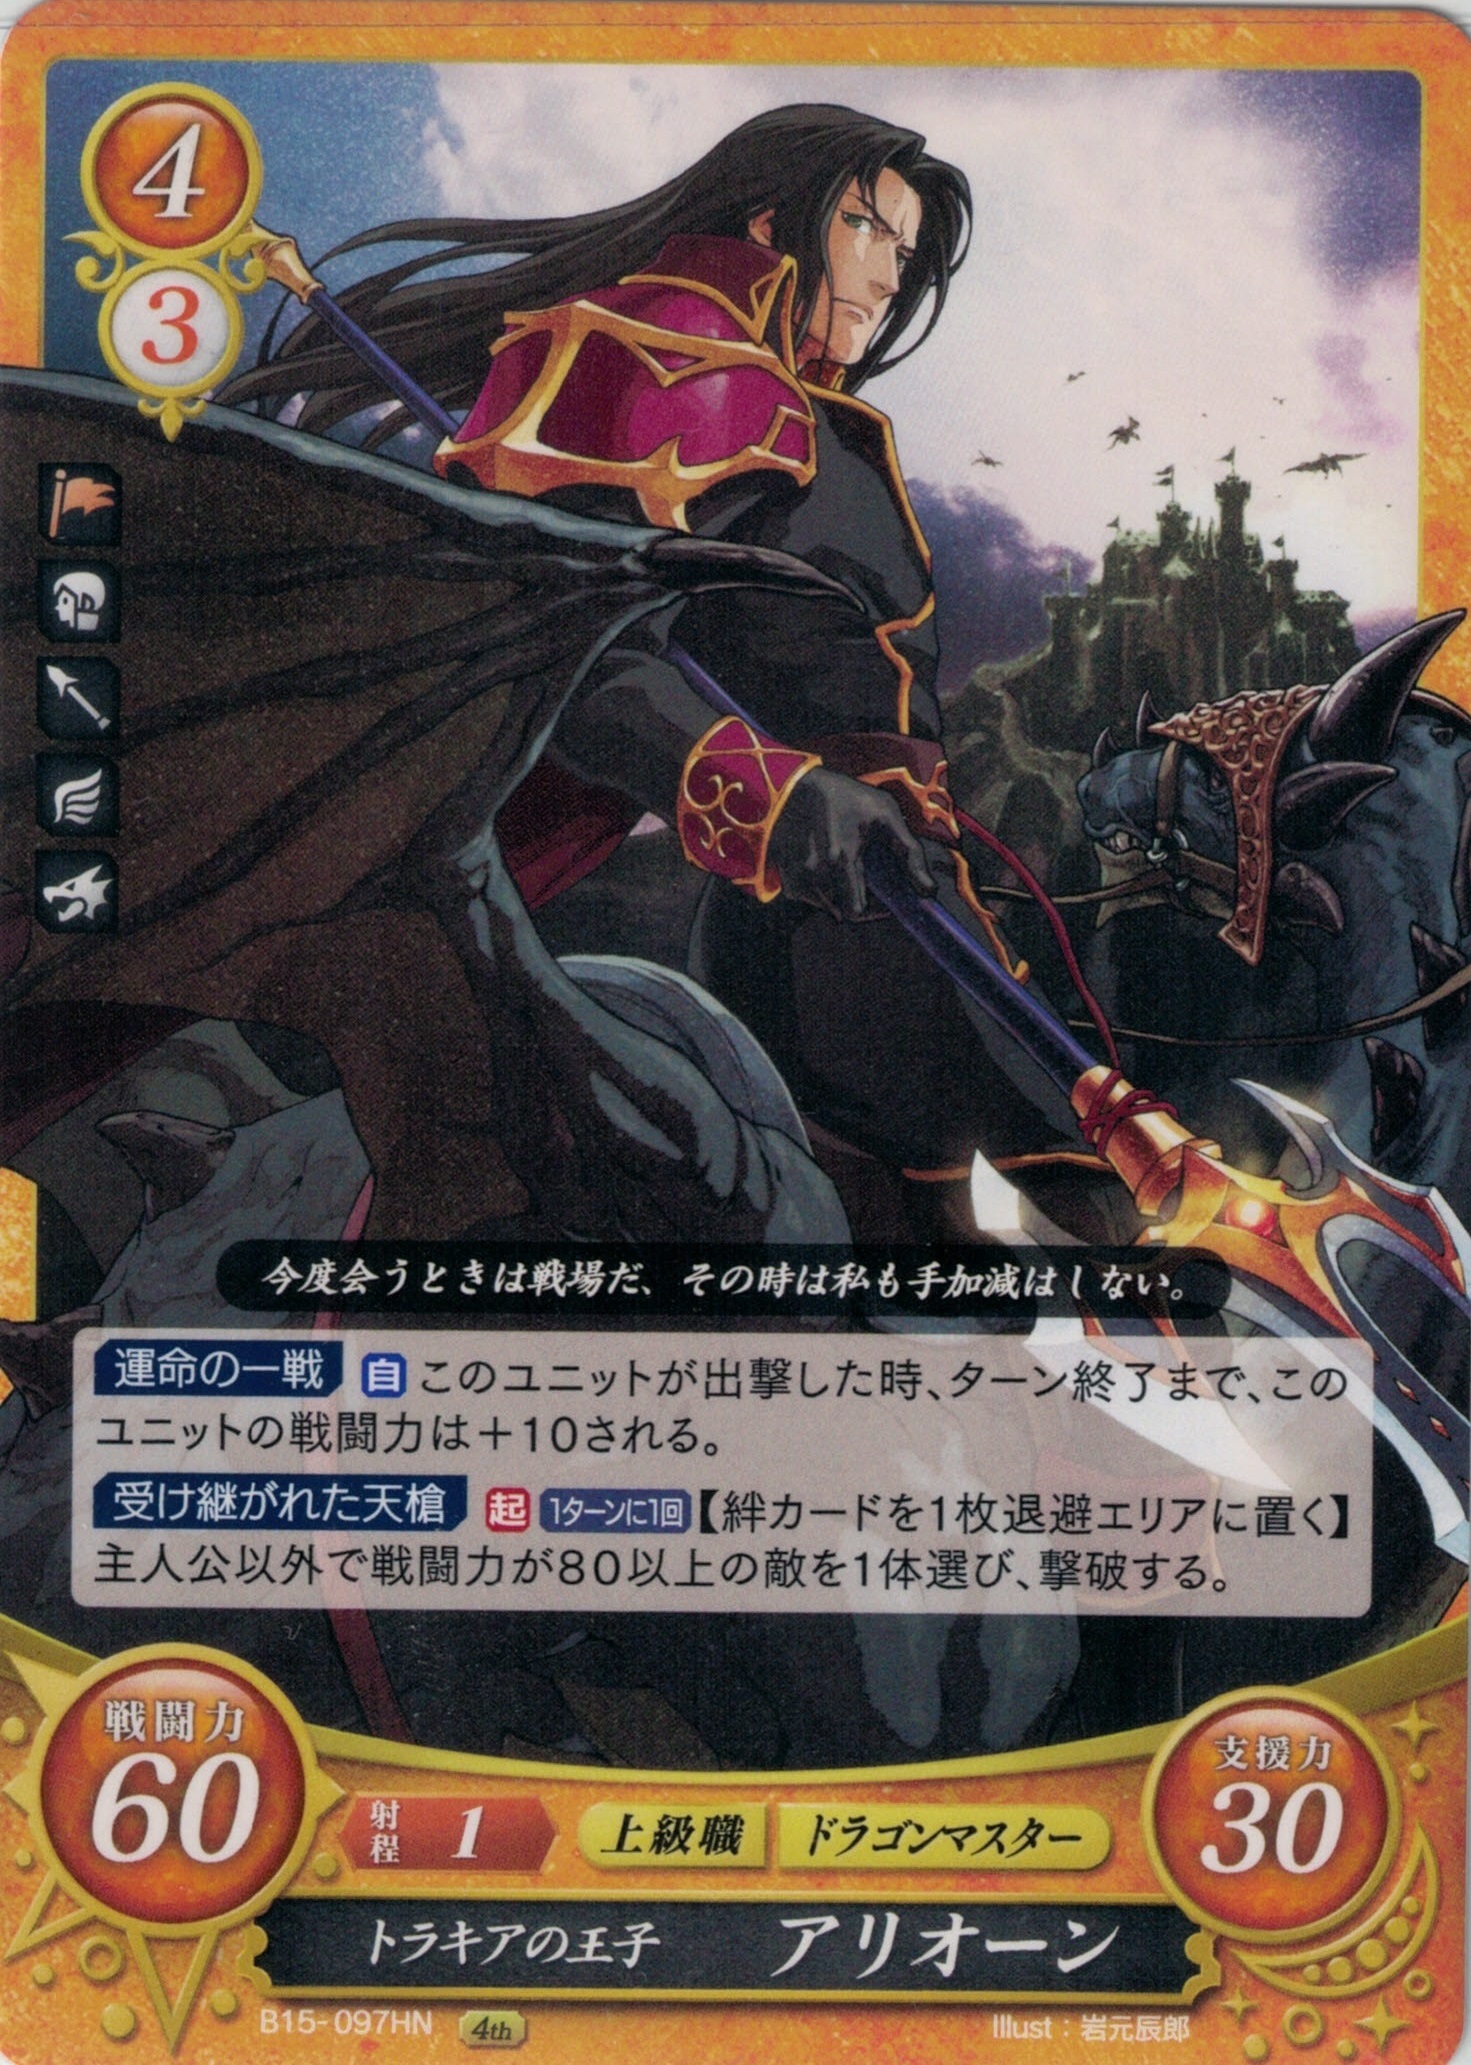 4
3
今度会うときは戦場だ、その時は私も手加減はしない。
運命の一戦 自 このユニットが出撃した時、ターン終了まで、この
ユニットの戦闘力は＋10される。
受け継がれた天槍 起 1ターンに1回【絆カードを1枚退避エリアに置く】
主人公以外で戦闘力が80以上の敵を1体選び、撃破する。
戦闘力
60
射程 1 上級職 ドラゴンマスター
支援力
30
トラキアの王子 アリオーン
B15-097HN 4th Illust：岩元辰郎